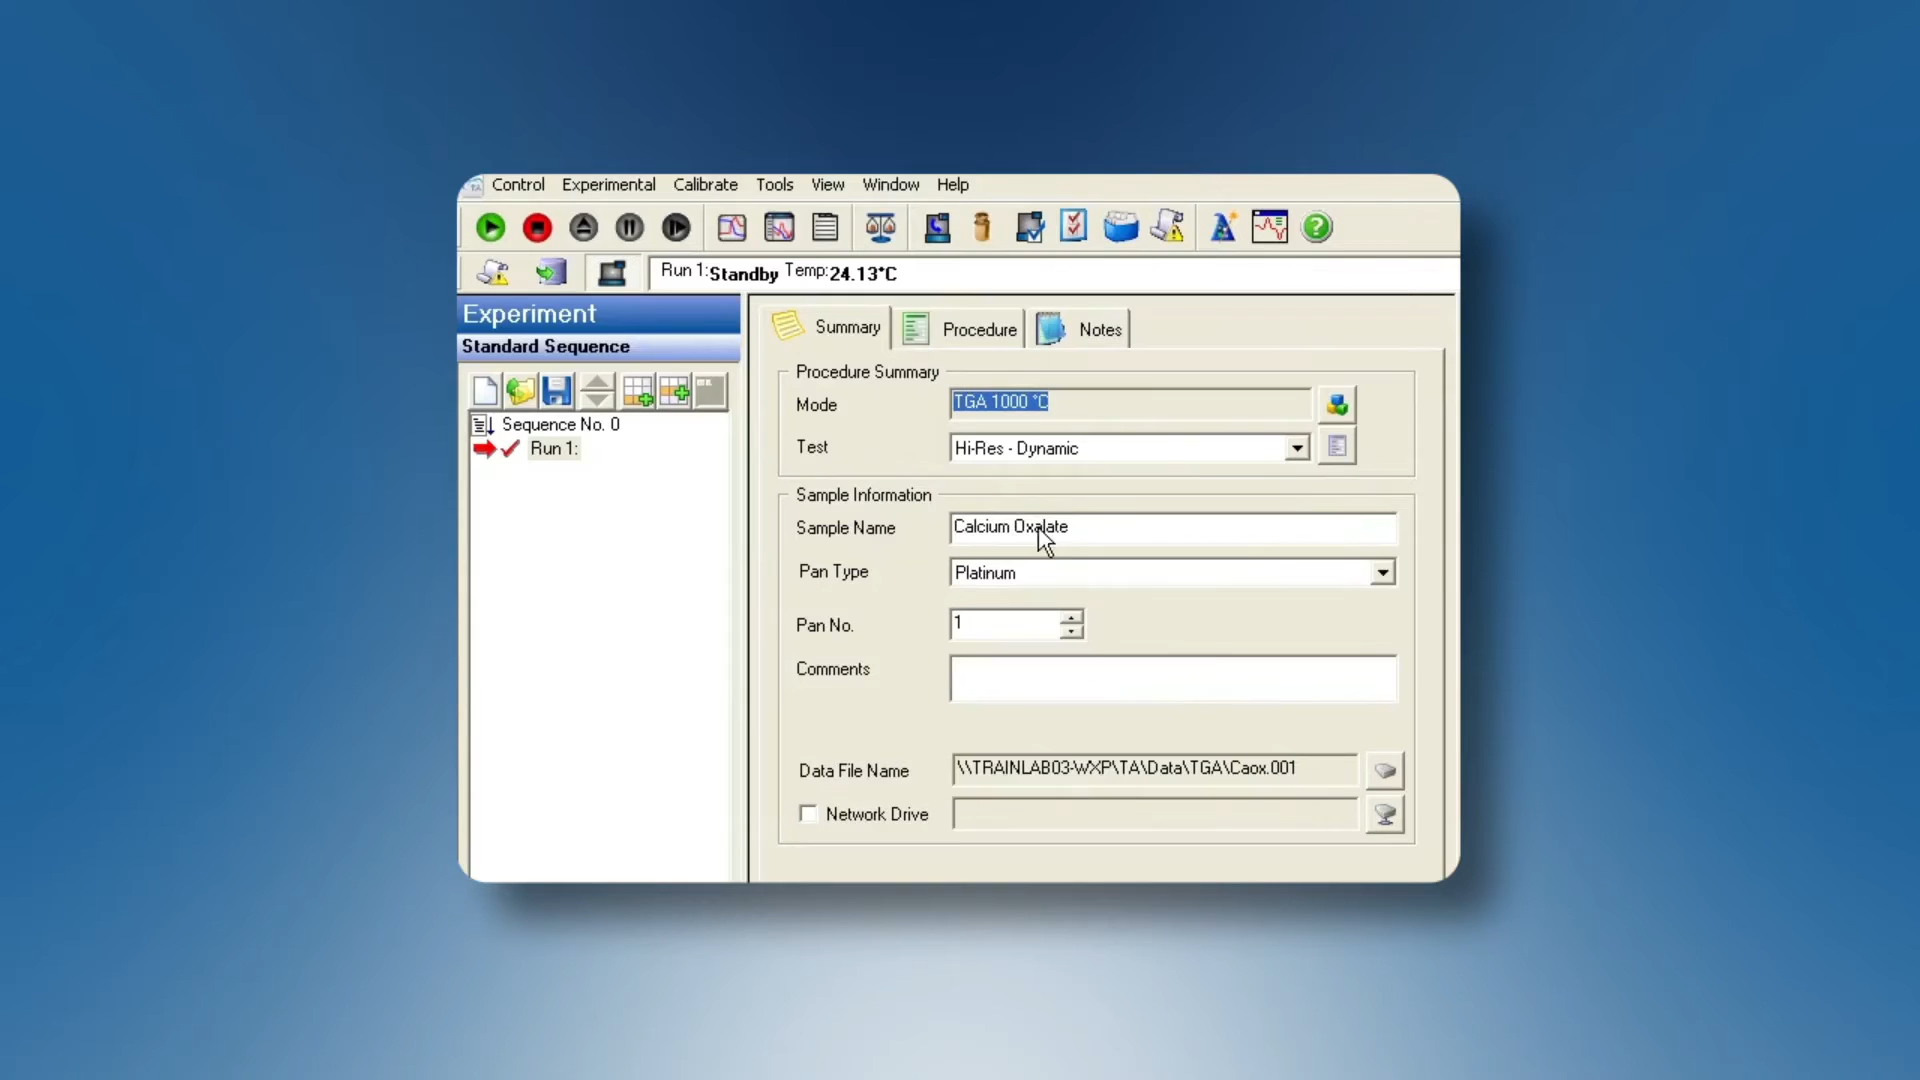 Control Experimental Calibrate Tools View Window Help
Run 1: Standby Temp: 24.13°C
Experiment
Standard Sequence
Sequence No. 0
Run 1:
Summary Procedure Notes
Procedure Summary
Mode TGA 1000 °C
Test Hi-Res - Dynamic
Sample Information
Sample Name Calcium Oxalate
Pan Type Platinum
Pan No. 1
Comments
Data File Name \\TRAINLAB03-WXP\TA\Data\TGA\Caox.001
Network Drive